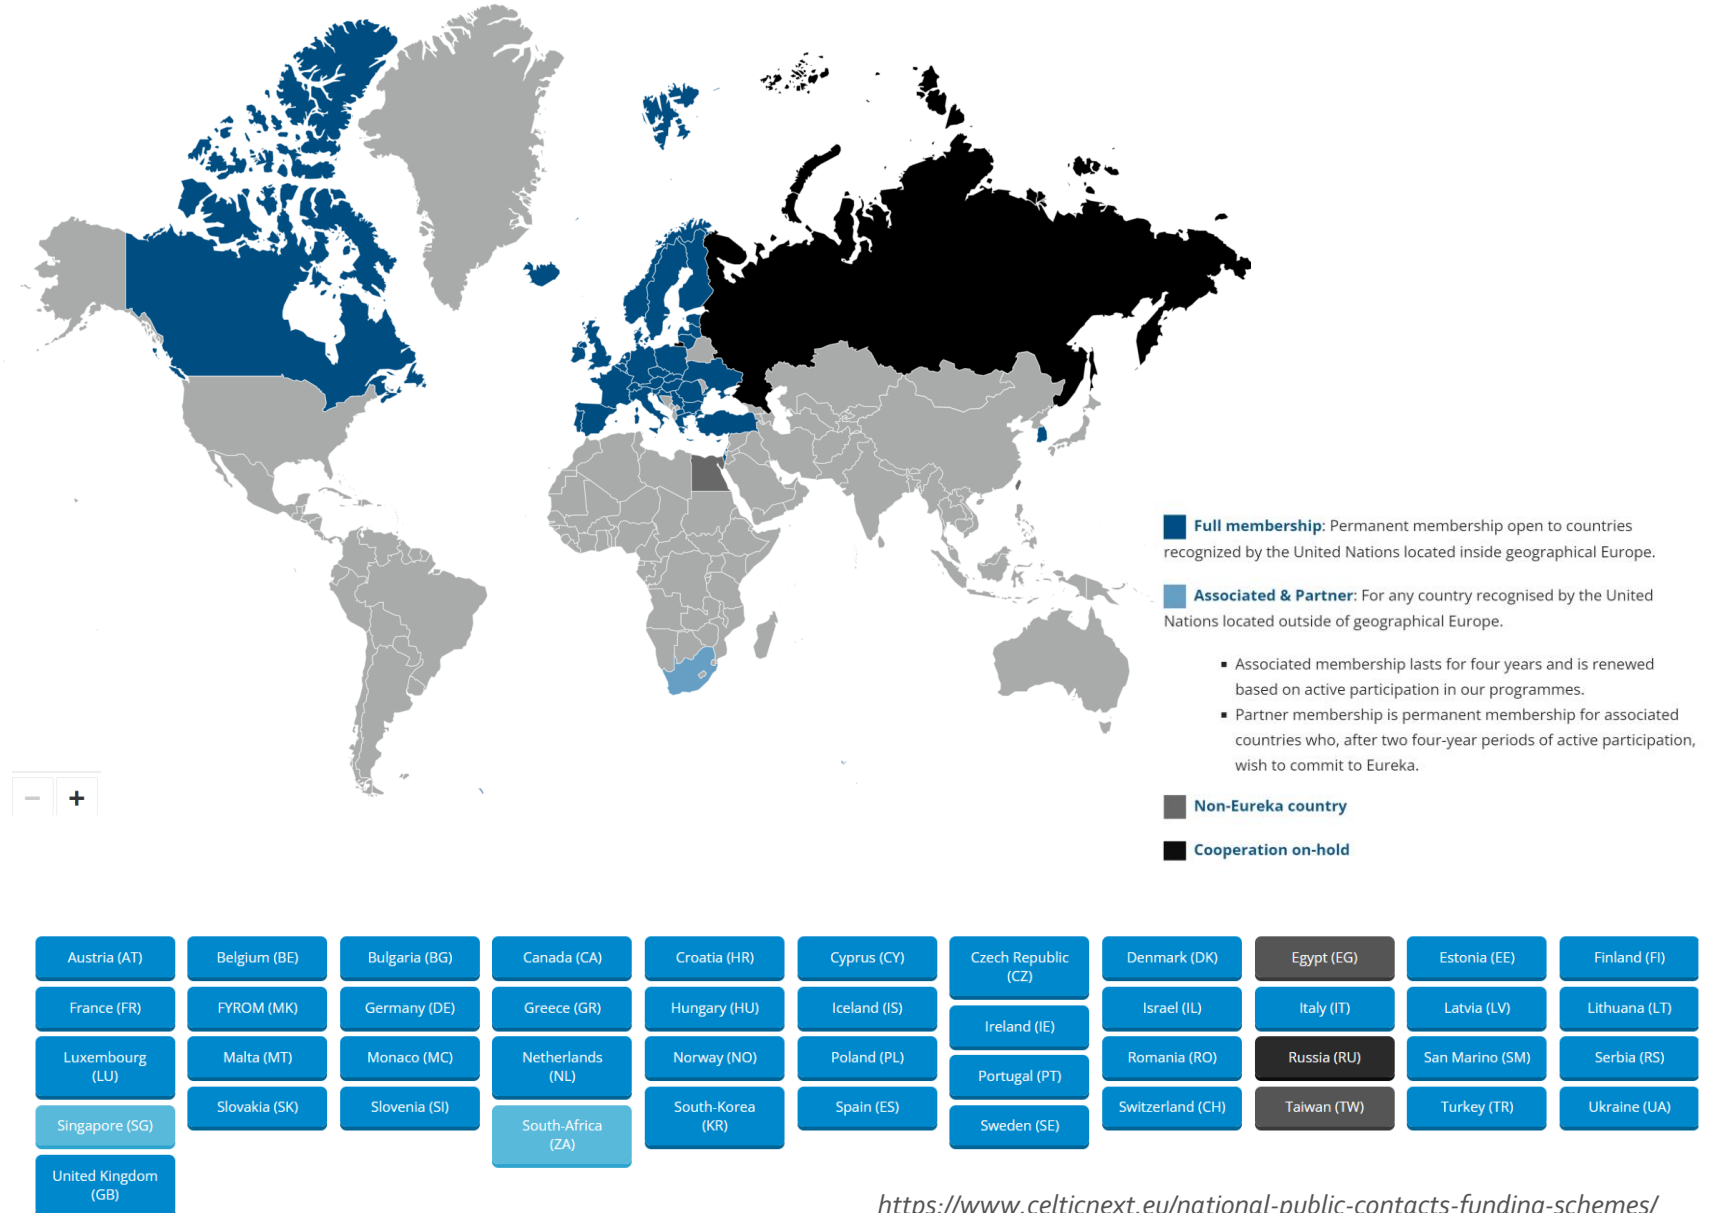 Full membership: Permanent membership open to countries
recognized by the United Nations located inside geographical Europe.
Associated & Partner: For any country recognised by the United
Nations located outside of geographical Europe.
▪ Associated membership lasts for four years and is renewed
based on active participation in our programmes.
▪ Partner membership is permanent membership for associated
countries who, after two four-year periods of active participation,
wish to commit to Eureka.
− +
Non-Eureka country
Cooperation on-hold
Austria (AT)
Belgium (BE)
Bulgaria (BG)
Canada (CA)
Croatia (HR)
Cyprus (CY)
Czech Republic
(CZ)
Denmark (DK)
Egypt (EG)
Estonia (EE)
Finland (FI)
France (FR)
FYROM (MK)
Germany (DE)
Greece (GR)
Hungary (HU)
Iceland (IS)
Ireland (IE)
Israel (IL)
Italy (IT)
Latvia (LV)
Lithuana (LT)
Luxembourg
(LU)
Malta (MT)
Monaco (MC)
Netherlands
(NL)
Norway (NO)
Poland (PL)
Portugal (PT)
Romania (RO)
Russia (RU)
San Marino (SM)
Serbia (RS)
Singapore (SG)
Slovakia (SK)
Slovenia (SI)
South-Africa
(ZA)
South-Korea
(KR)
Spain (ES)
Sweden (SE)
Switzerland (CH)
Taiwan (TW)
Turkey (TR)
Ukraine (UA)
United Kingdom
(GB)
https://www.celticnext.eu/national-public-contacts-funding-schemes/